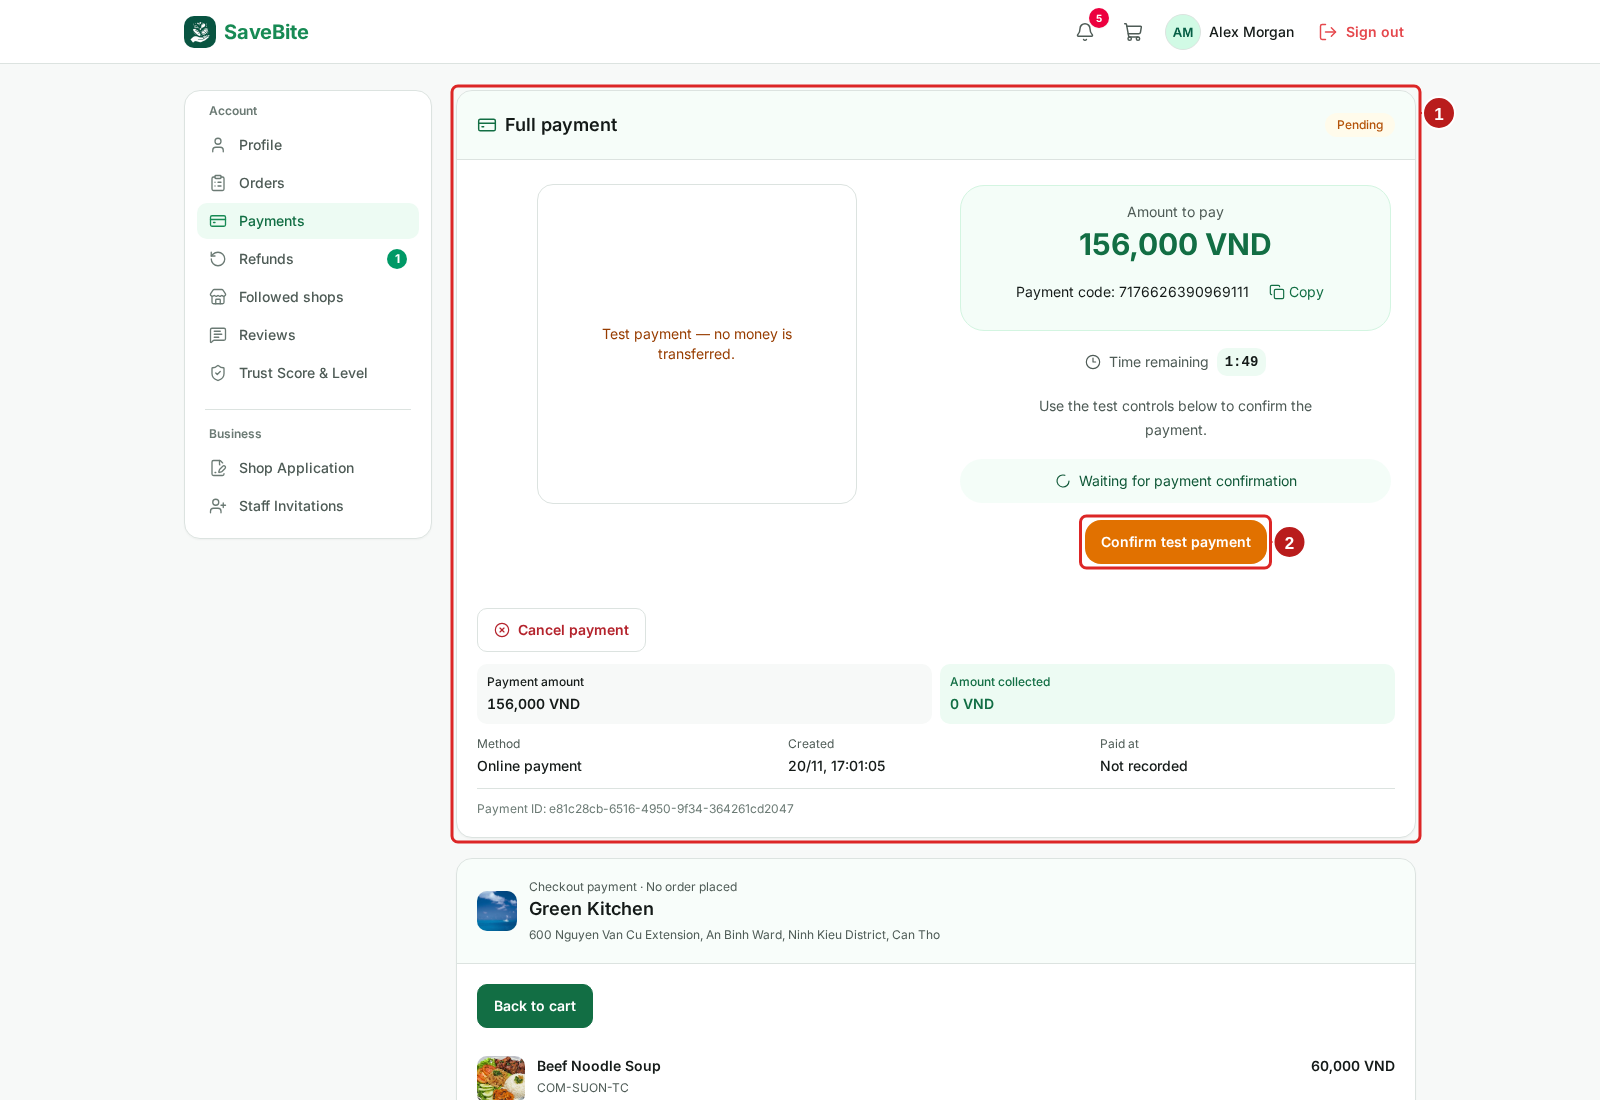 SaveBite
5
AM
Alex Morgan
Sign out
Account
Profile
Orders
Payments
Refunds
1
Followed shops
Reviews
Trust Score & Level
Business
Shop Application
Staff Invitations
Full payment
Pending
1
Test payment — no money is
transferred.
Amount to pay
156,000 VND
Payment code: 7176626390969111
Copy
Time remaining 1:49
Use the test controls below to confirm the
payment.
Waiting for payment confirmation
Confirm test payment
2
Cancel payment
Payment amount
156,000 VND
Amount collected
0 VND
Method
Online payment
Created
20/11, 17:01:05
Paid at
Not recorded
Payment ID: e81c28cb-6516-4950-9f34-364261cd2047
Checkout payment · No order placed
Green Kitchen
600 Nguyen Van Cu Extension, An Binh Ward, Ninh Kieu District, Can Tho
Back to cart
Beef Noodle Soup
60,000 VND
COM-SUON-TC